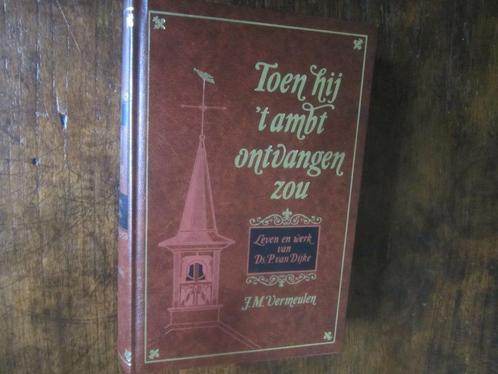 Toen hij
't ambt
ontvangen
zou
Leven en werk
van
Ds. P. van Dijke
J.M. Vermeulen